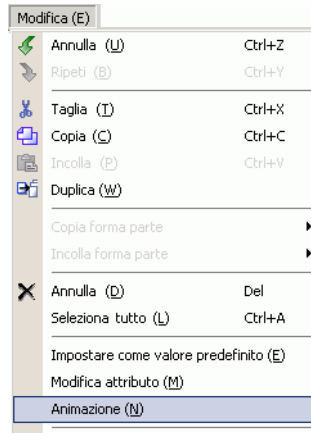 Modifica (E)
Annulla (U) Ctrl+Z
Ripeti (B) Ctrl+Y
Taglia (T) Ctrl+X
Copia (C) Ctrl+C
Incolla (P) Ctrl+V
Duplica (W)
Copia forma parte
Incolla forma parte
Annulla (D) Del
Seleziona tutto (L) Ctrl+A
Impostare come valore predefinito (E)
Modifica attributo (M)
Animazione (N)